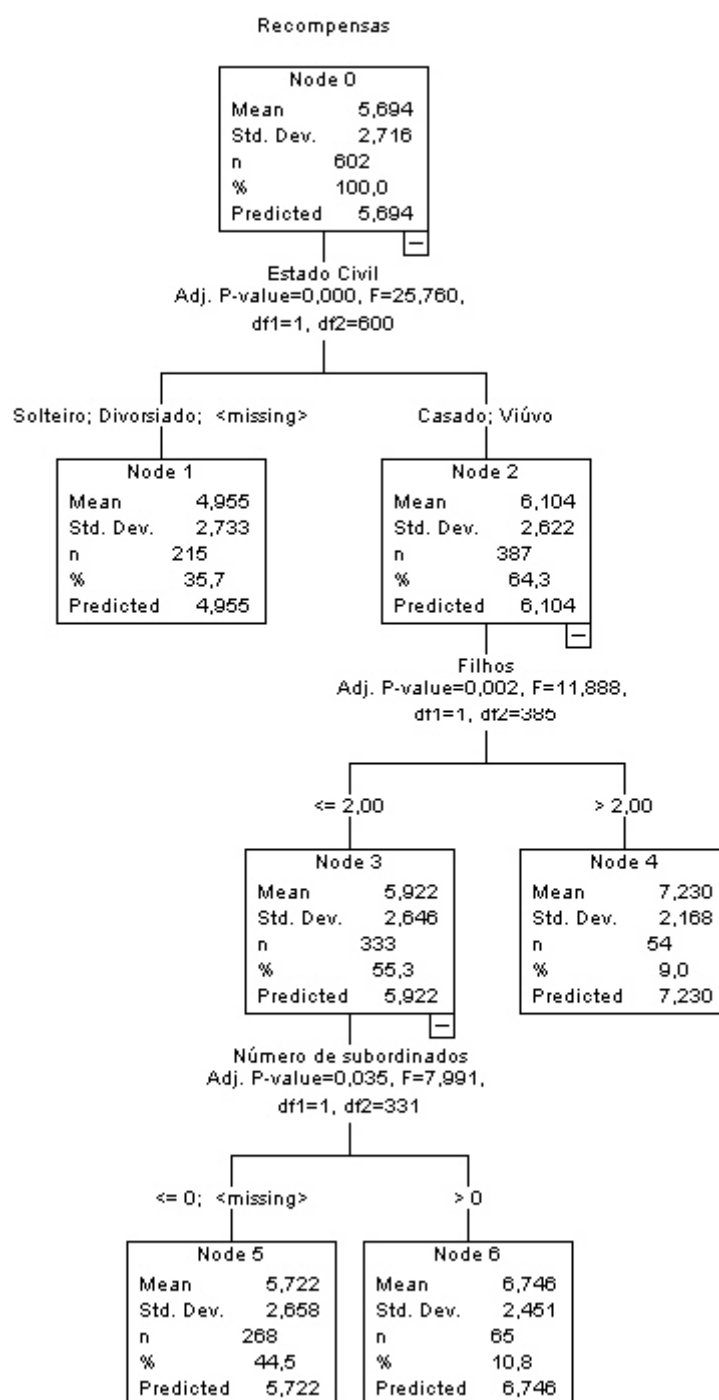 Recompensas
Node 0
Mean 5,694
Std. Dev. 2,716
n 602
% 100,0
Predicted 5,694
Estado Civil
Adj. P-value=0,000, F=25,760,
df1=1, df2=600
Solteiro; Divorsiado; <missing>
Casado; Viúvo
Node 1
Mean 4,955
Std. Dev. 2,733
n 215
% 35,7
Predicted 4,955
Node 2
Mean 6,104
Std. Dev. 2,622
n 387
% 64,3
Predicted 6,104
Filhos
Adj. P-value=0,002, F=11,888,
df1=1, df2=385
<= 2,00
> 2,00
Node 3
Mean 5,922
Std. Dev. 2,646
n 333
% 55,3
Predicted 5,922
Node 4
Mean 7,230
Std. Dev. 2,168
n 54
% 9,0
Predicted 7,230
Número de subordinados
Adj. P-value=0,035, F=7,991,
df1=1, df2=331
<= 0; <missing>
> 0
Node 5
Mean 5,722
Std. Dev. 2,658
n 268
% 44,5
Predicted 5,722
Node 6
Mean 6,746
Std. Dev. 2,451
n 65
% 10,8
Predicted 6,746